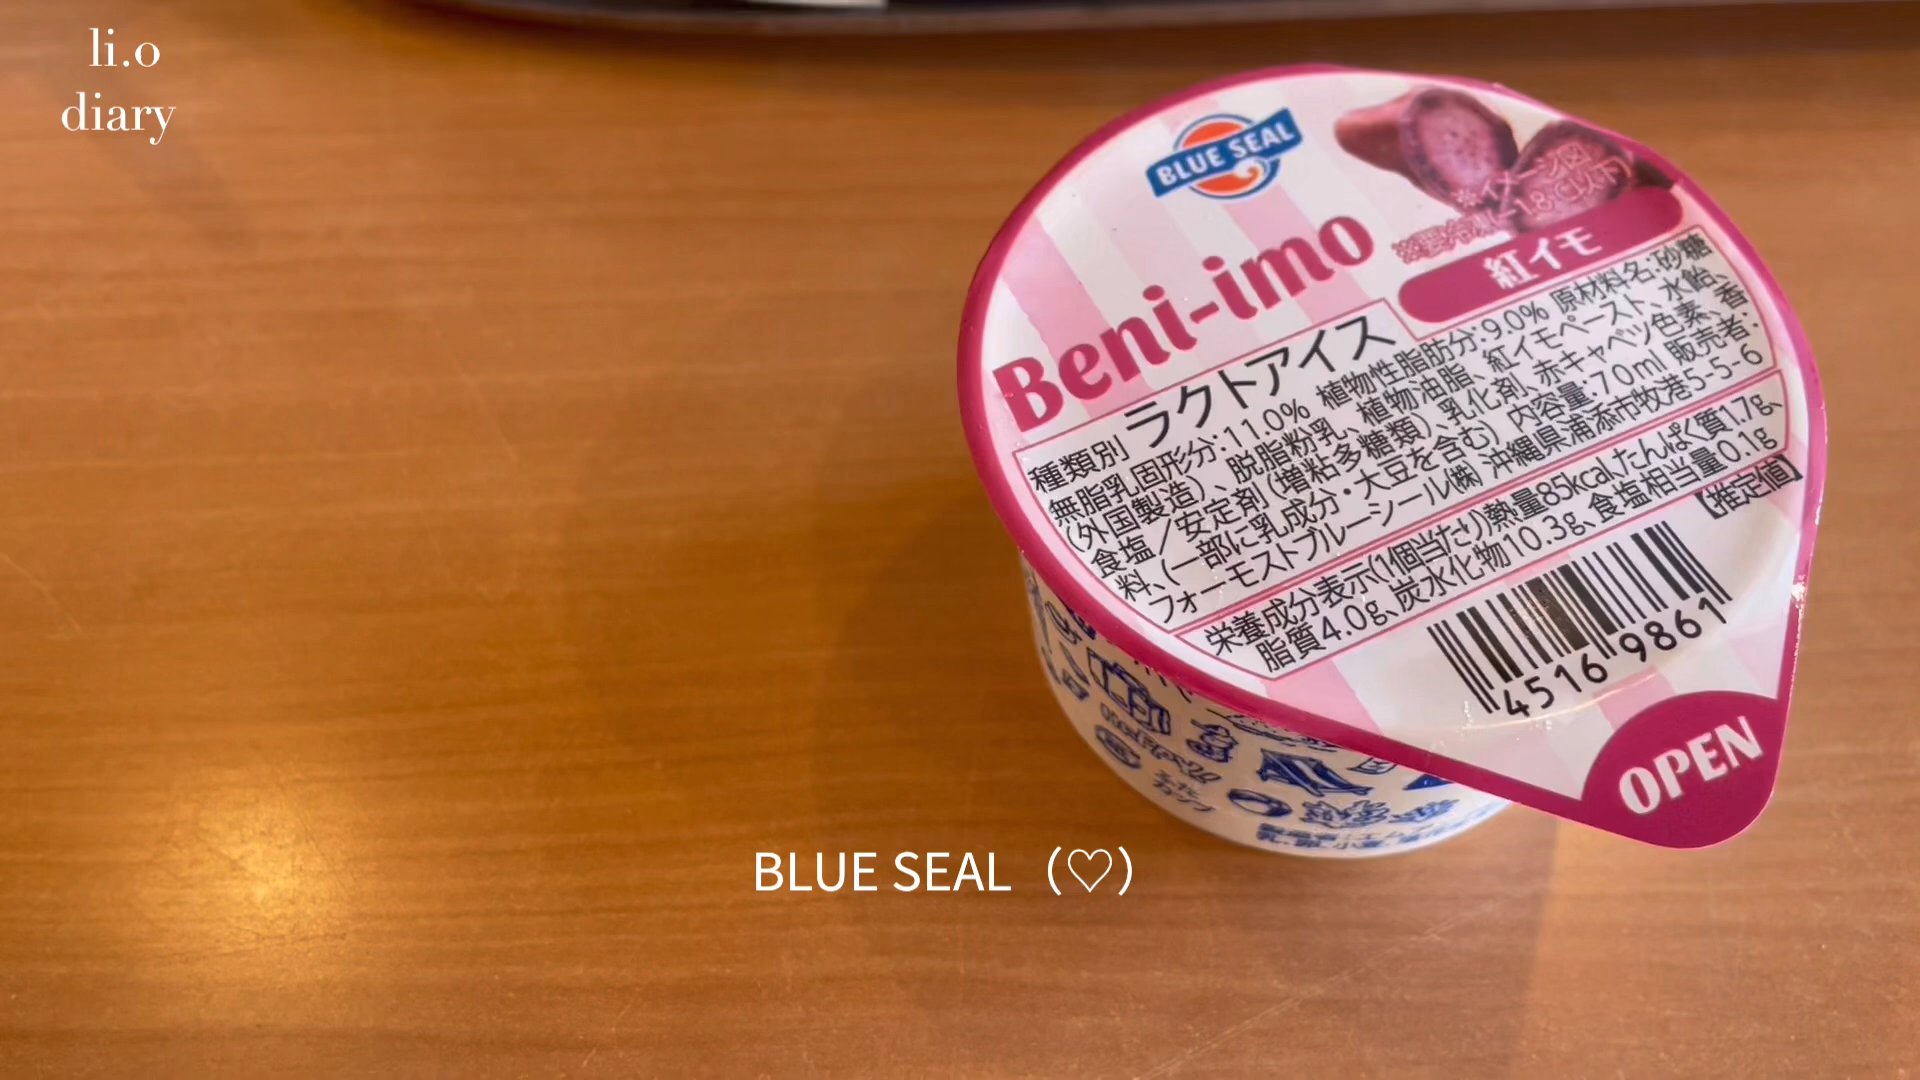 li.o
diary
BLUE SEAL
※イメージ図
※要冷凍(-18℃以下)
Beni-imo
紅イモ
種類別 ラクトアイス
無脂乳固形分:11.0% 植物性脂肪分:9.0% 原材料名:砂糖
(外国製造)、脱脂粉乳、植物油脂、紅イモペースト、水飴、
食塩/安定剤(増粘多糖類)、乳化剤、赤キャベツ色素、香
料、(一部に乳成分・大豆を含む) 内容量:70ml 販売者:
フォーモストブルーシール㈱ 沖縄県浦添市牧港5-5-6
栄養成分表示(1個当たり)熱量85kcal、たんぱく質1.7g、
脂質4.0g、炭水化物10.3g、食塩相当量0.1g
【推定値】
4516 9861
OPEN
BLUE SEAL（♡）